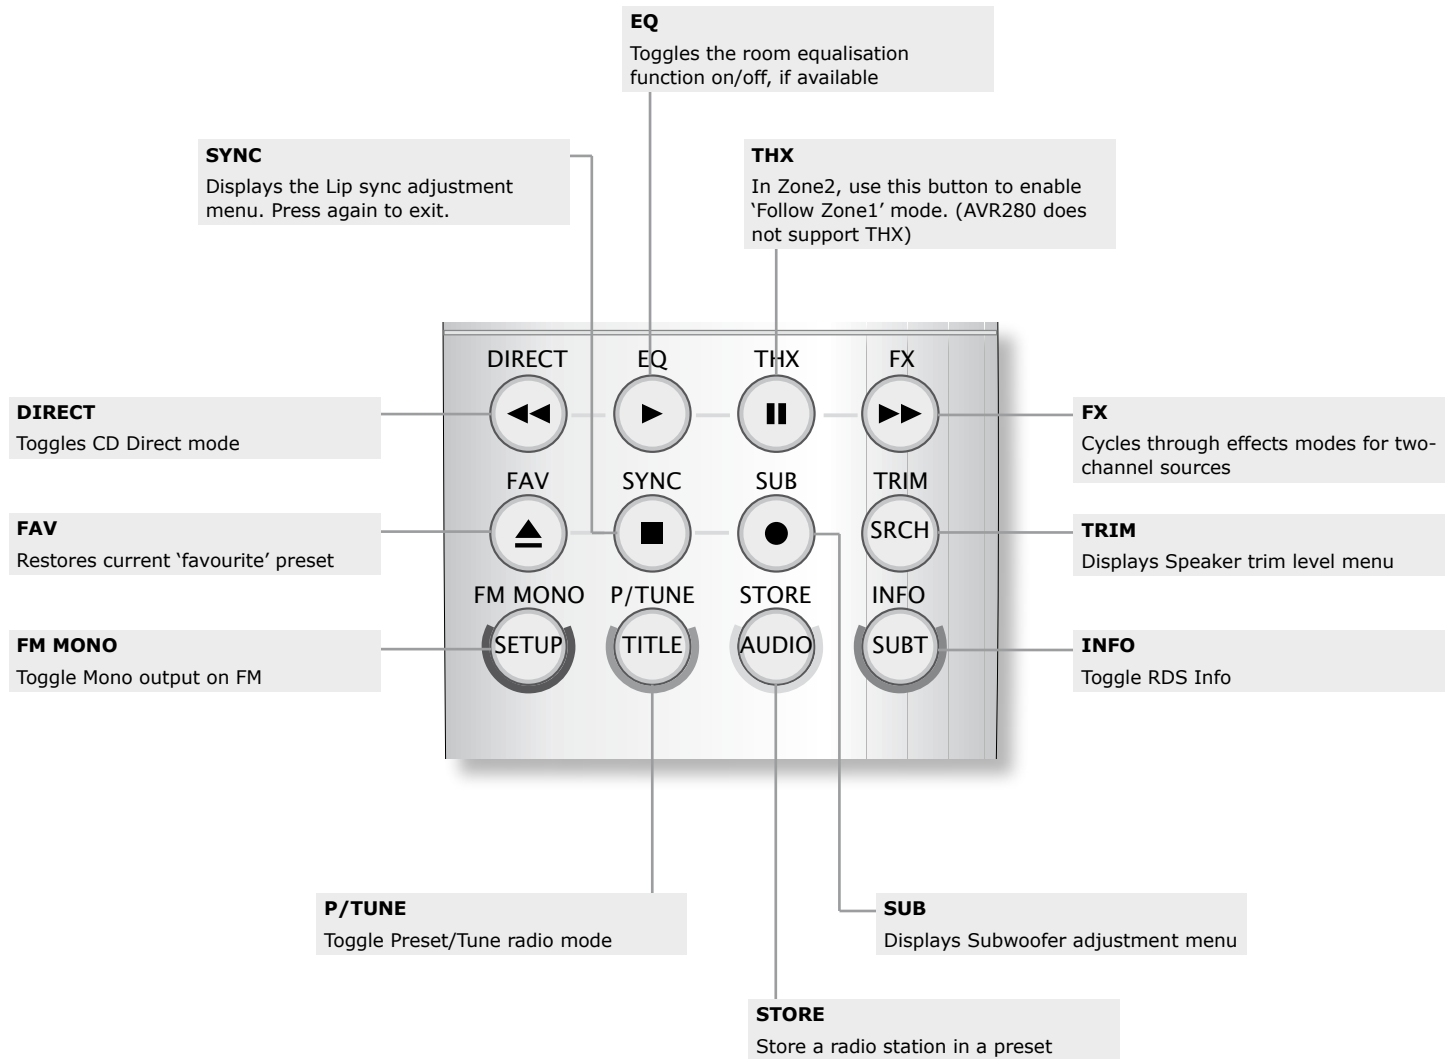 EQ
Toggles the room equalisation
function on/off, if available
SYNC
Displays the Lip sync adjustment
menu. Press again to exit.
THX
In Zone2, use this button to enable
‘Follow Zone1’ mode. (AVR280 does
not support THX)
DIRECT EQ THX FX
DIRECT
Toggles CD Direct mode
FX
Cycles through effects modes for two-
channel sources
FAV SYNC SUB TRIM
SRCH
FAV
Restores current ‘favourite’ preset
TRIM
Displays Speaker trim level menu
FM MONO P/TUNE STORE INFO
SETUP TITLE AUDIO SUBT
FM MONO
Toggle Mono output on FM
INFO
Toggle RDS Info
P/TUNE
Toggle Preset/Tune radio mode
SUB
Displays Subwoofer adjustment menu
STORE
Store a radio station in a preset